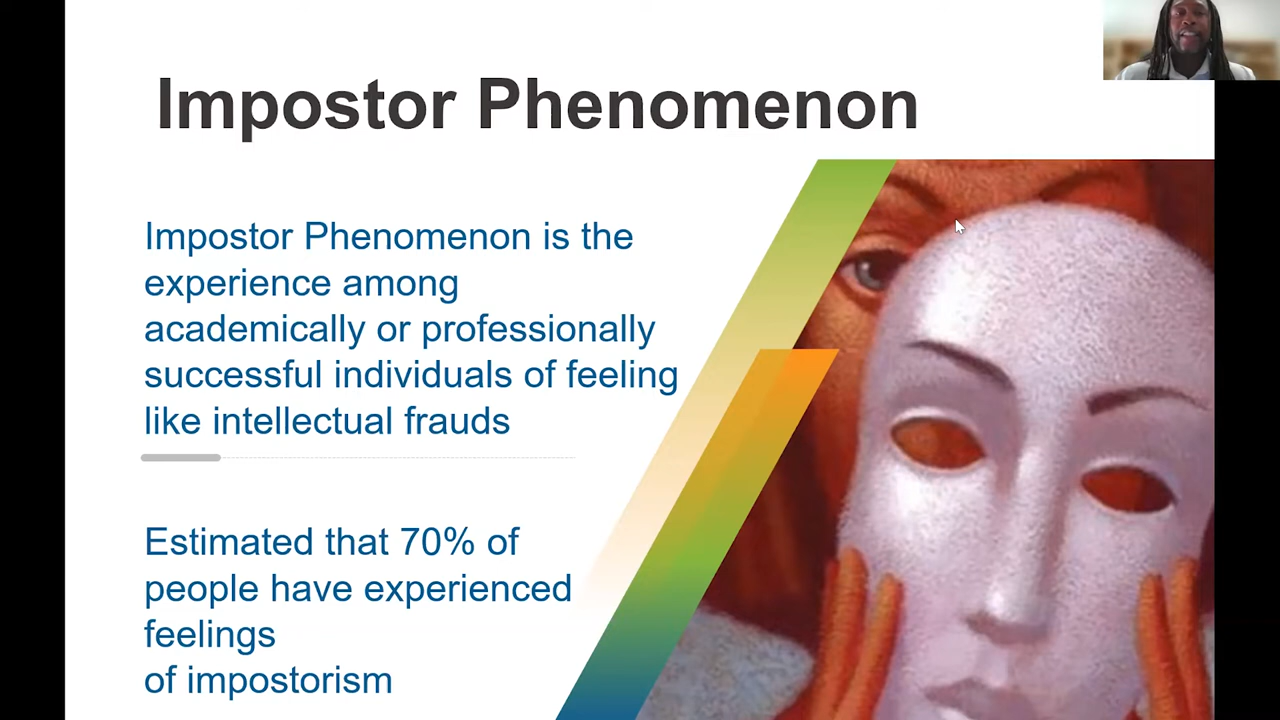 Impostor Phenomenon
Impostor Phenomenon is the
experience among
academically or professionally
successful individuals of feeling
like intellectual frauds
Estimated that 70% of
people have experienced
feelings
of impostorism